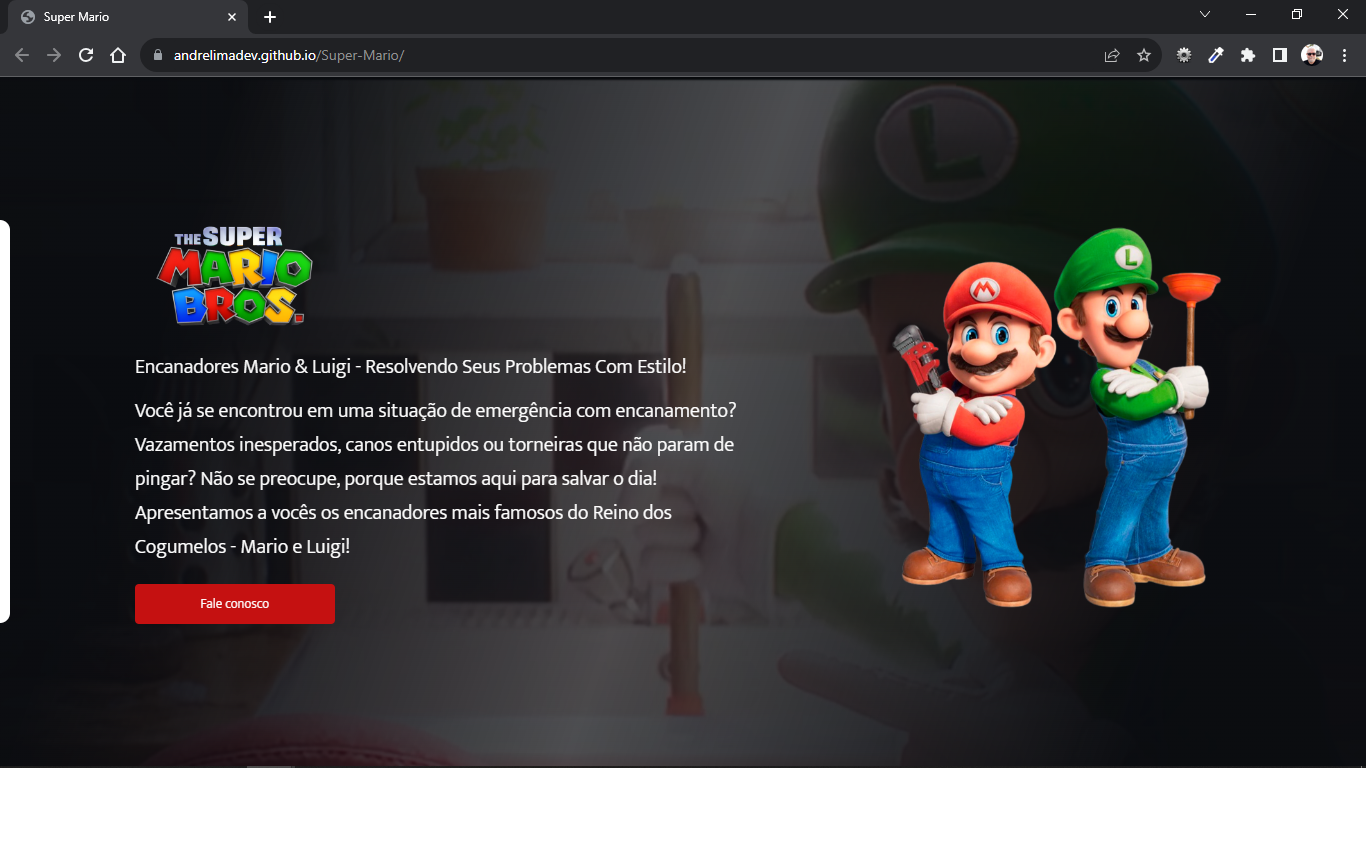 Super Mario
andrelimadev.github.io/Super-Mario/
L
THE SUPER
MARIO
BROS.
L
M
Encanadores Mario & Luigi - Resolvendo Seus Problemas Com Estilo!
Você já se encontrou em uma situação de emergência com encanamento?
Vazamentos inesperados, canos entupidos ou torneiras que não param de
pingar? Não se preocupe, porque estamos aqui para salvar o dia!
Apresentamos a vocês os encanadores mais famosos do Reino dos
Cogumelos - Mario e Luigi!
Fale conosco